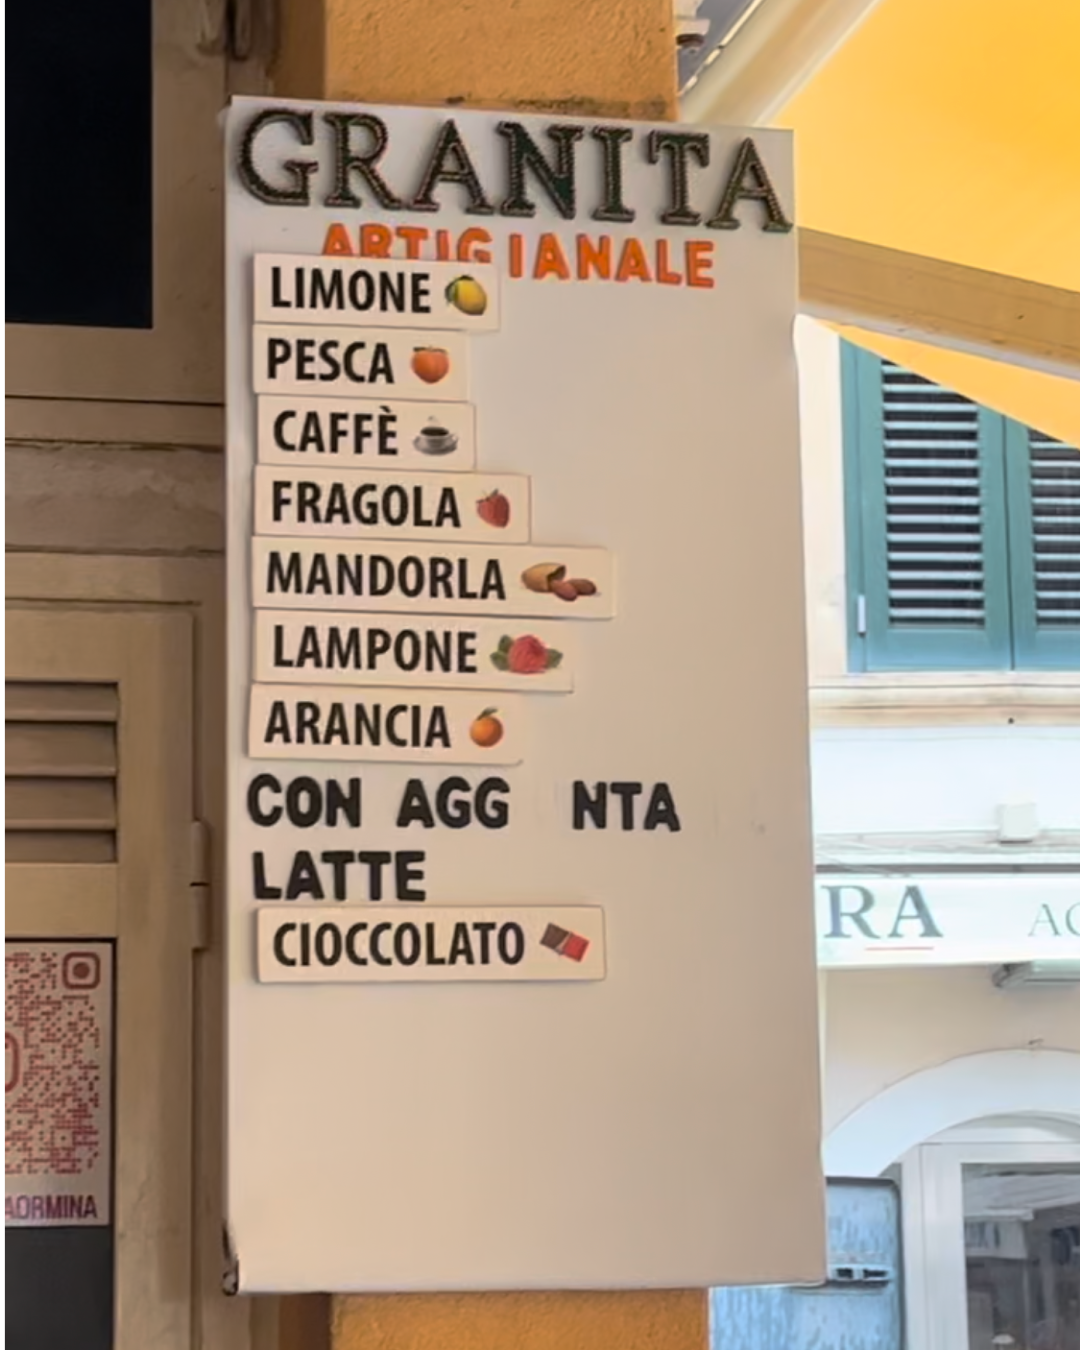 GRANITA
ARTIGIANALE
LIMONE
PESCA
CAFFÈ
FRAGOLA
MANDORLA
LAMPONE
ARANCIA
CON AGG NTA
LATTE
CIOCCOLATO
RA
AORMINA